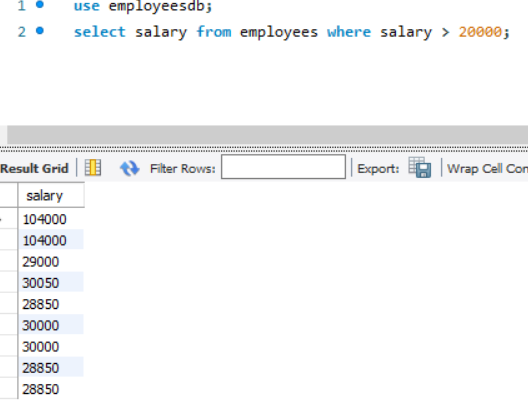 1 use employeesdb;
2 select salary from employees where salary > 20000;
Result Grid Filter Rows: Export: Wrap Cell Con
salary
104000
104000
29000
30050
28850
30000
30000
28850
28850